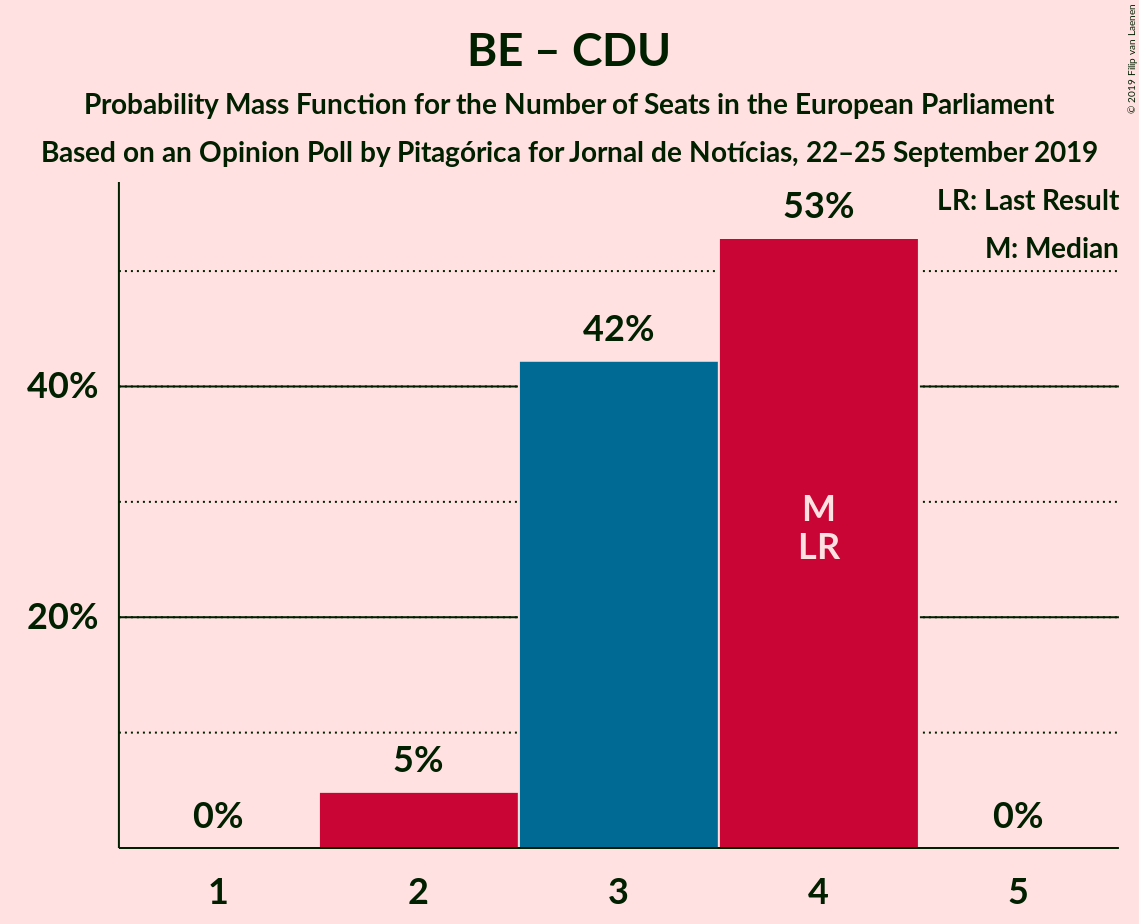 BE – CDU
Probability Mass Function for the Number of Seats in the European Parliament
Based on an Opinion Poll by Pitagórica for Jornal de Notícias, 22–25 September 2019
© 2019 Filip van Laenen
LR: Last Result
M: Median
53%
42%
40%
M
LR
20%
5%
0%
0%
1
2
3
4
5